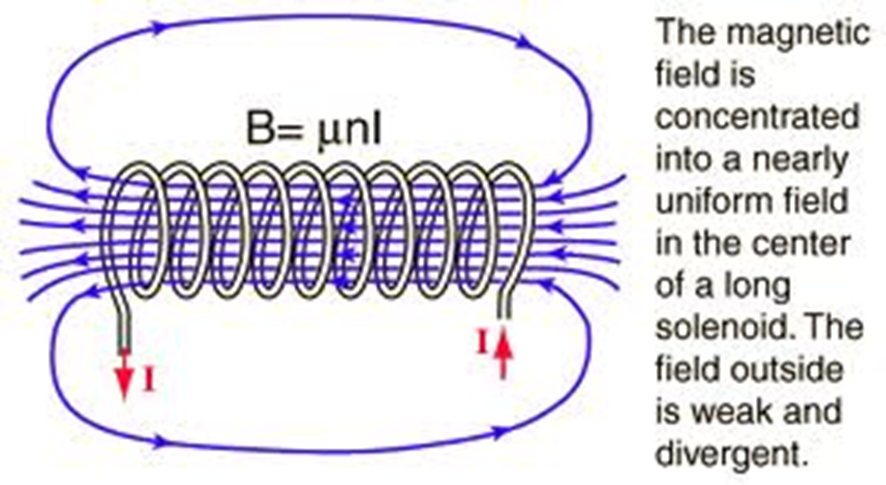 B= μnI
I
I
The magnetic
field is
concentrated
into a nearly
uniform field
in the center
of a long
solenoid. The
field outside
is weak and
divergent.